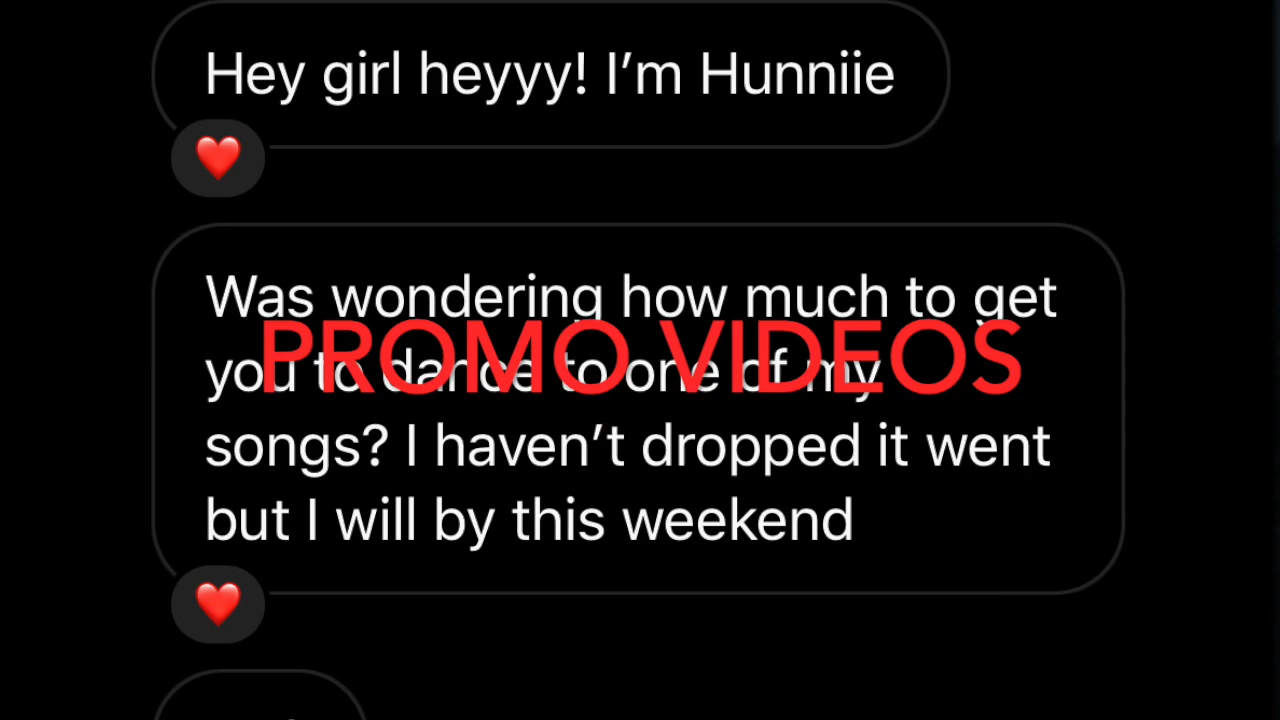 Hey girl heyyy! I’m Hunniie
Was wondering how much to get
you to dance to one of my
PROMO VIDEOS
songs? I haven’t dropped it went
but I will by this weekend